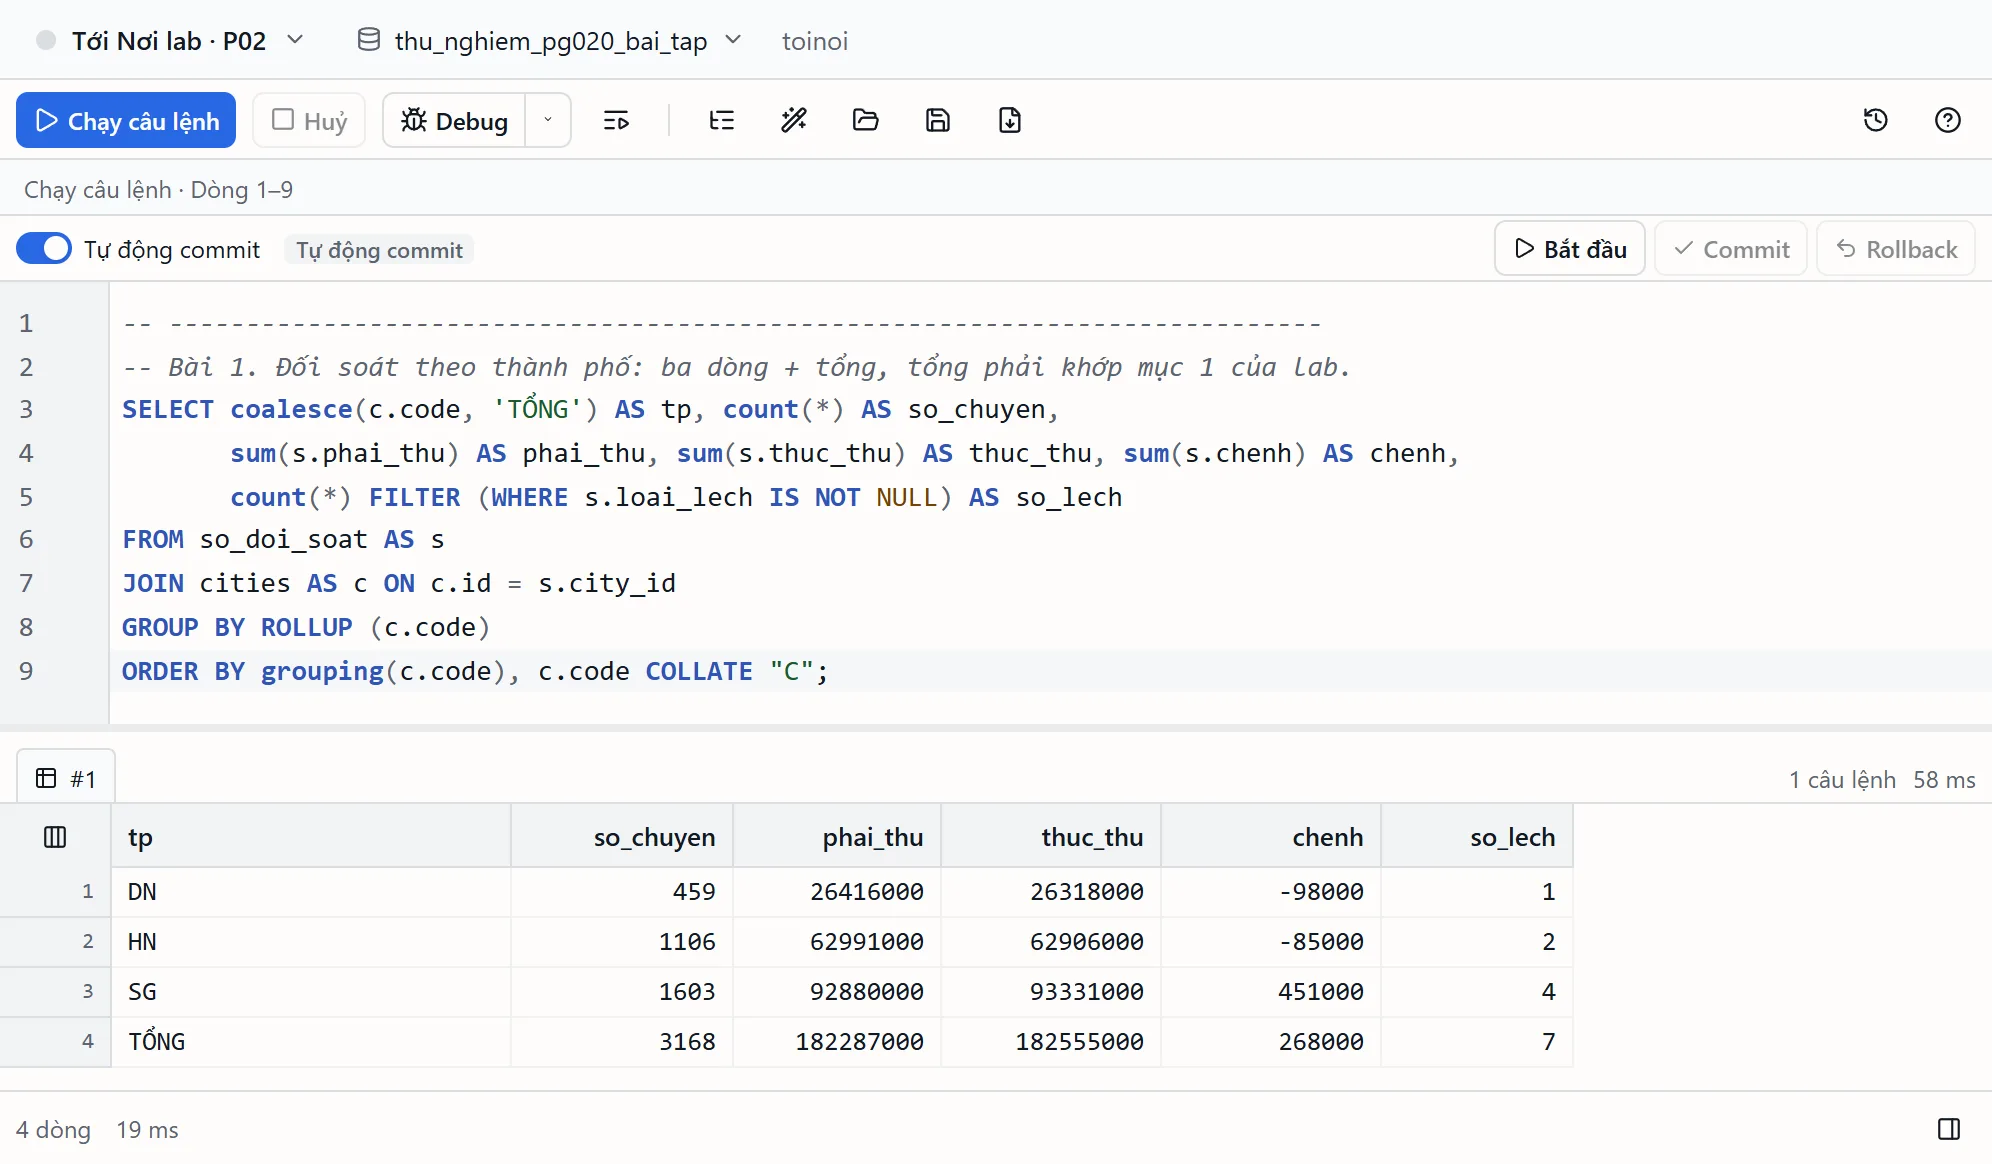 Tới Nơi lab · P02 thu_nghiem_pg020_bai_tap toinoi
Chạy câu lệnh Huỷ Debug
Chạy câu lệnh · Dòng 1–9
Tự động commit Tự động commit Bắt đầu Commit Rollback
1 -- ---------------------------------------------------------------------------
2 -- Bài 1. Đối soát theo thành phố: ba dòng + tổng, tổng phải khớp mục 1 của lab.
3 SELECT coalesce(c.code, 'TỔNG') AS tp, count(*) AS so_chuyen,
4 sum(s.phai_thu) AS phai_thu, sum(s.thuc_thu) AS thuc_thu, sum(s.chenh) AS chenh,
5 count(*) FILTER (WHERE s.loai_lech IS NOT NULL) AS so_lech
6 FROM so_doi_soat AS s
7 JOIN cities AS c ON c.id = s.city_id
8 GROUP BY ROLLUP (c.code)
9 ORDER BY grouping(c.code), c.code COLLATE "C";
#1 1 câu lệnh 58 ms
tp so_chuyen phai_thu thuc_thu chenh so_lech
1 DN 459 26416000 26318000 -98000 1
2 HN 1106 62991000 62906000 -85000 2
3 SG 1603 92880000 93331000 451000 4
4 TỔNG 3168 182287000 182555000 268000 7
4 dòng 19 ms